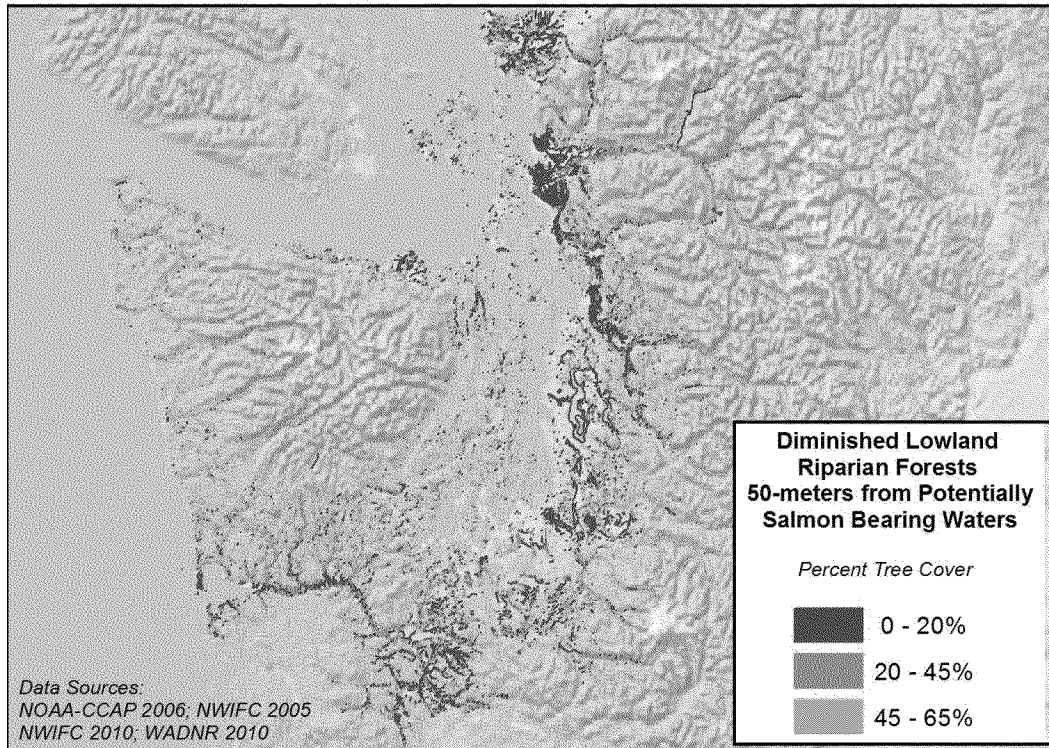 Diminished Lowland
Riparian Forests
50-meters from Potentially
Salmon Bearing Waters
Percent Tree Cover
0 - 20%
20 - 45%
45 - 65%
Data Sources:
NOAA-CCAP 2006; NWIFC 2005
NWIFC 2010; WADNR 2010